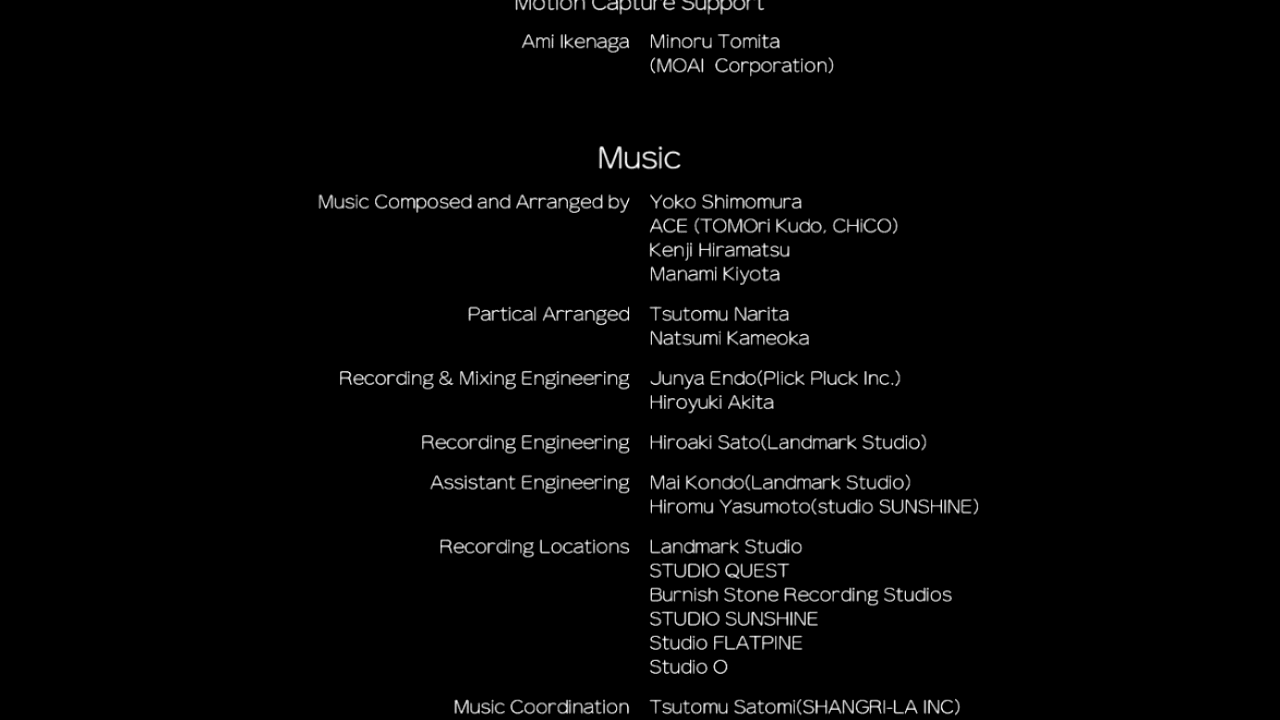 Motion Capture Support
Ami Ikenaga Minoru Tomita
(MOAI Corporation)
Music
Music Composed and Arranged by Yoko Shimomura
ACE (TOMOri Kudo, CHiCO)
Kenji Hiramatsu
Manami Kiyota
Partical Arranged Tsutomu Narita
Natsumi Kameoka
Recording & Mixing Engineering Junya Endo(Plick Pluck Inc.)
Hiroyuki Akita
Recording Engineering Hiroaki Sato(Landmark Studio)
Assistant Engineering Mai Kondo(Landmark Studio)
Hiromu Yasumoto(studio SUNSHINE)
Recording Locations Landmark Studio
STUDIO QUEST
Burnish Stone Recording Studios
STUDIO SUNSHINE
Studio FLATPINE
Studio O
Music Coordination Tsutomu Satomi(SHANGRI-LA INC)